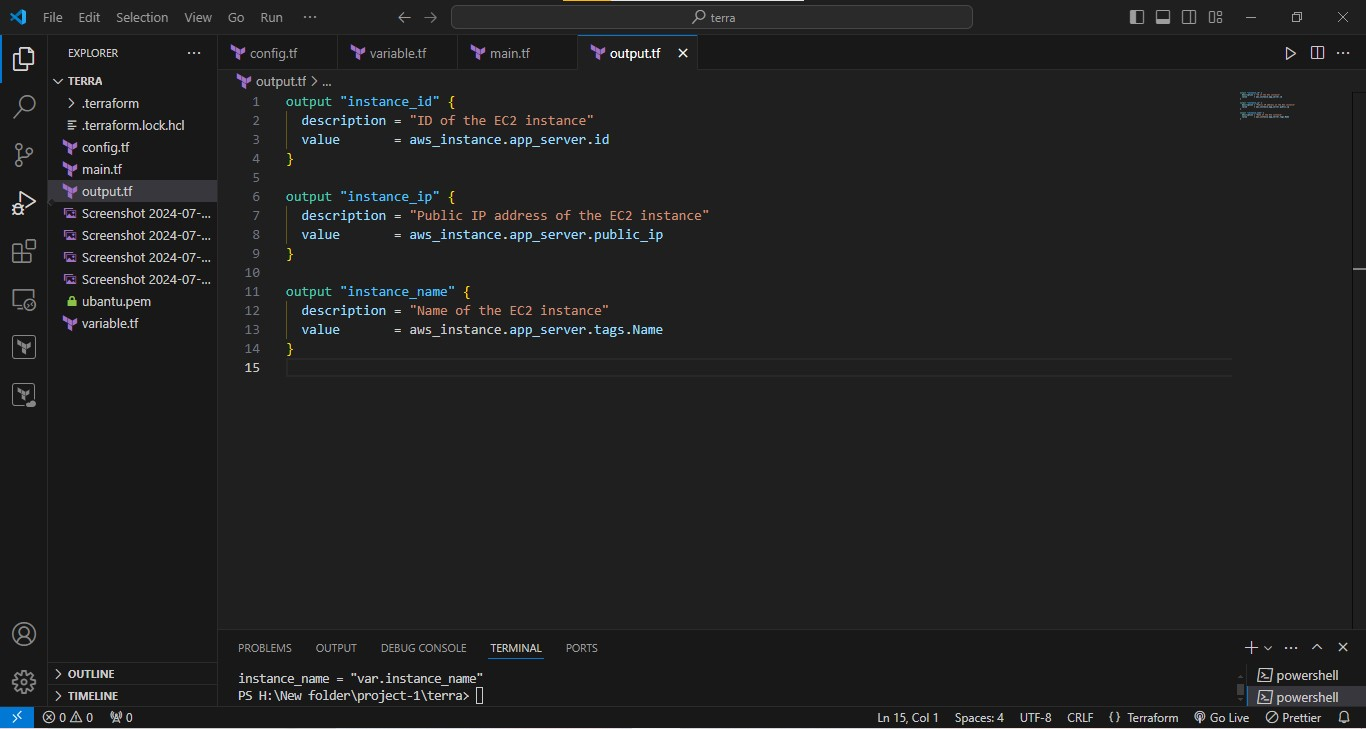 File Edit Selection View Go Run ··· terra
EXPLORER ···
TERRA
.terraform
.terraform.lock.hcl
config.tf
main.tf
output.tf
Screenshot 2024-07-...
Screenshot 2024-07-...
Screenshot 2024-07-...
Screenshot 2024-07-...
ubantu.pem
variable.tf
OUTLINE
TIMELINE
config.tf variable.tf main.tf output.tf
output.tf > ...
1 output "instance_id" {
2 description = "ID of the EC2 instance"
3 value = aws_instance.app_server.id
4 }
5
6 output "instance_ip" {
7 description = "Public IP address of the EC2 instance"
8 value = aws_instance.app_server.public_ip
9 }
10
11 output "instance_name" {
12 description = "Name of the EC2 instance"
13 value = aws_instance.app_server.tags.Name
14 }
15
PROBLEMS OUTPUT DEBUG CONSOLE TERMINAL PORTS
instance_name = "var.instance_name"
PS H:\New folder\project-1\terra>
powershell
powershell
0 0 0 Ln 15, Col 1 Spaces: 4 UTF-8 CRLF {} Terraform Go Live Prettier